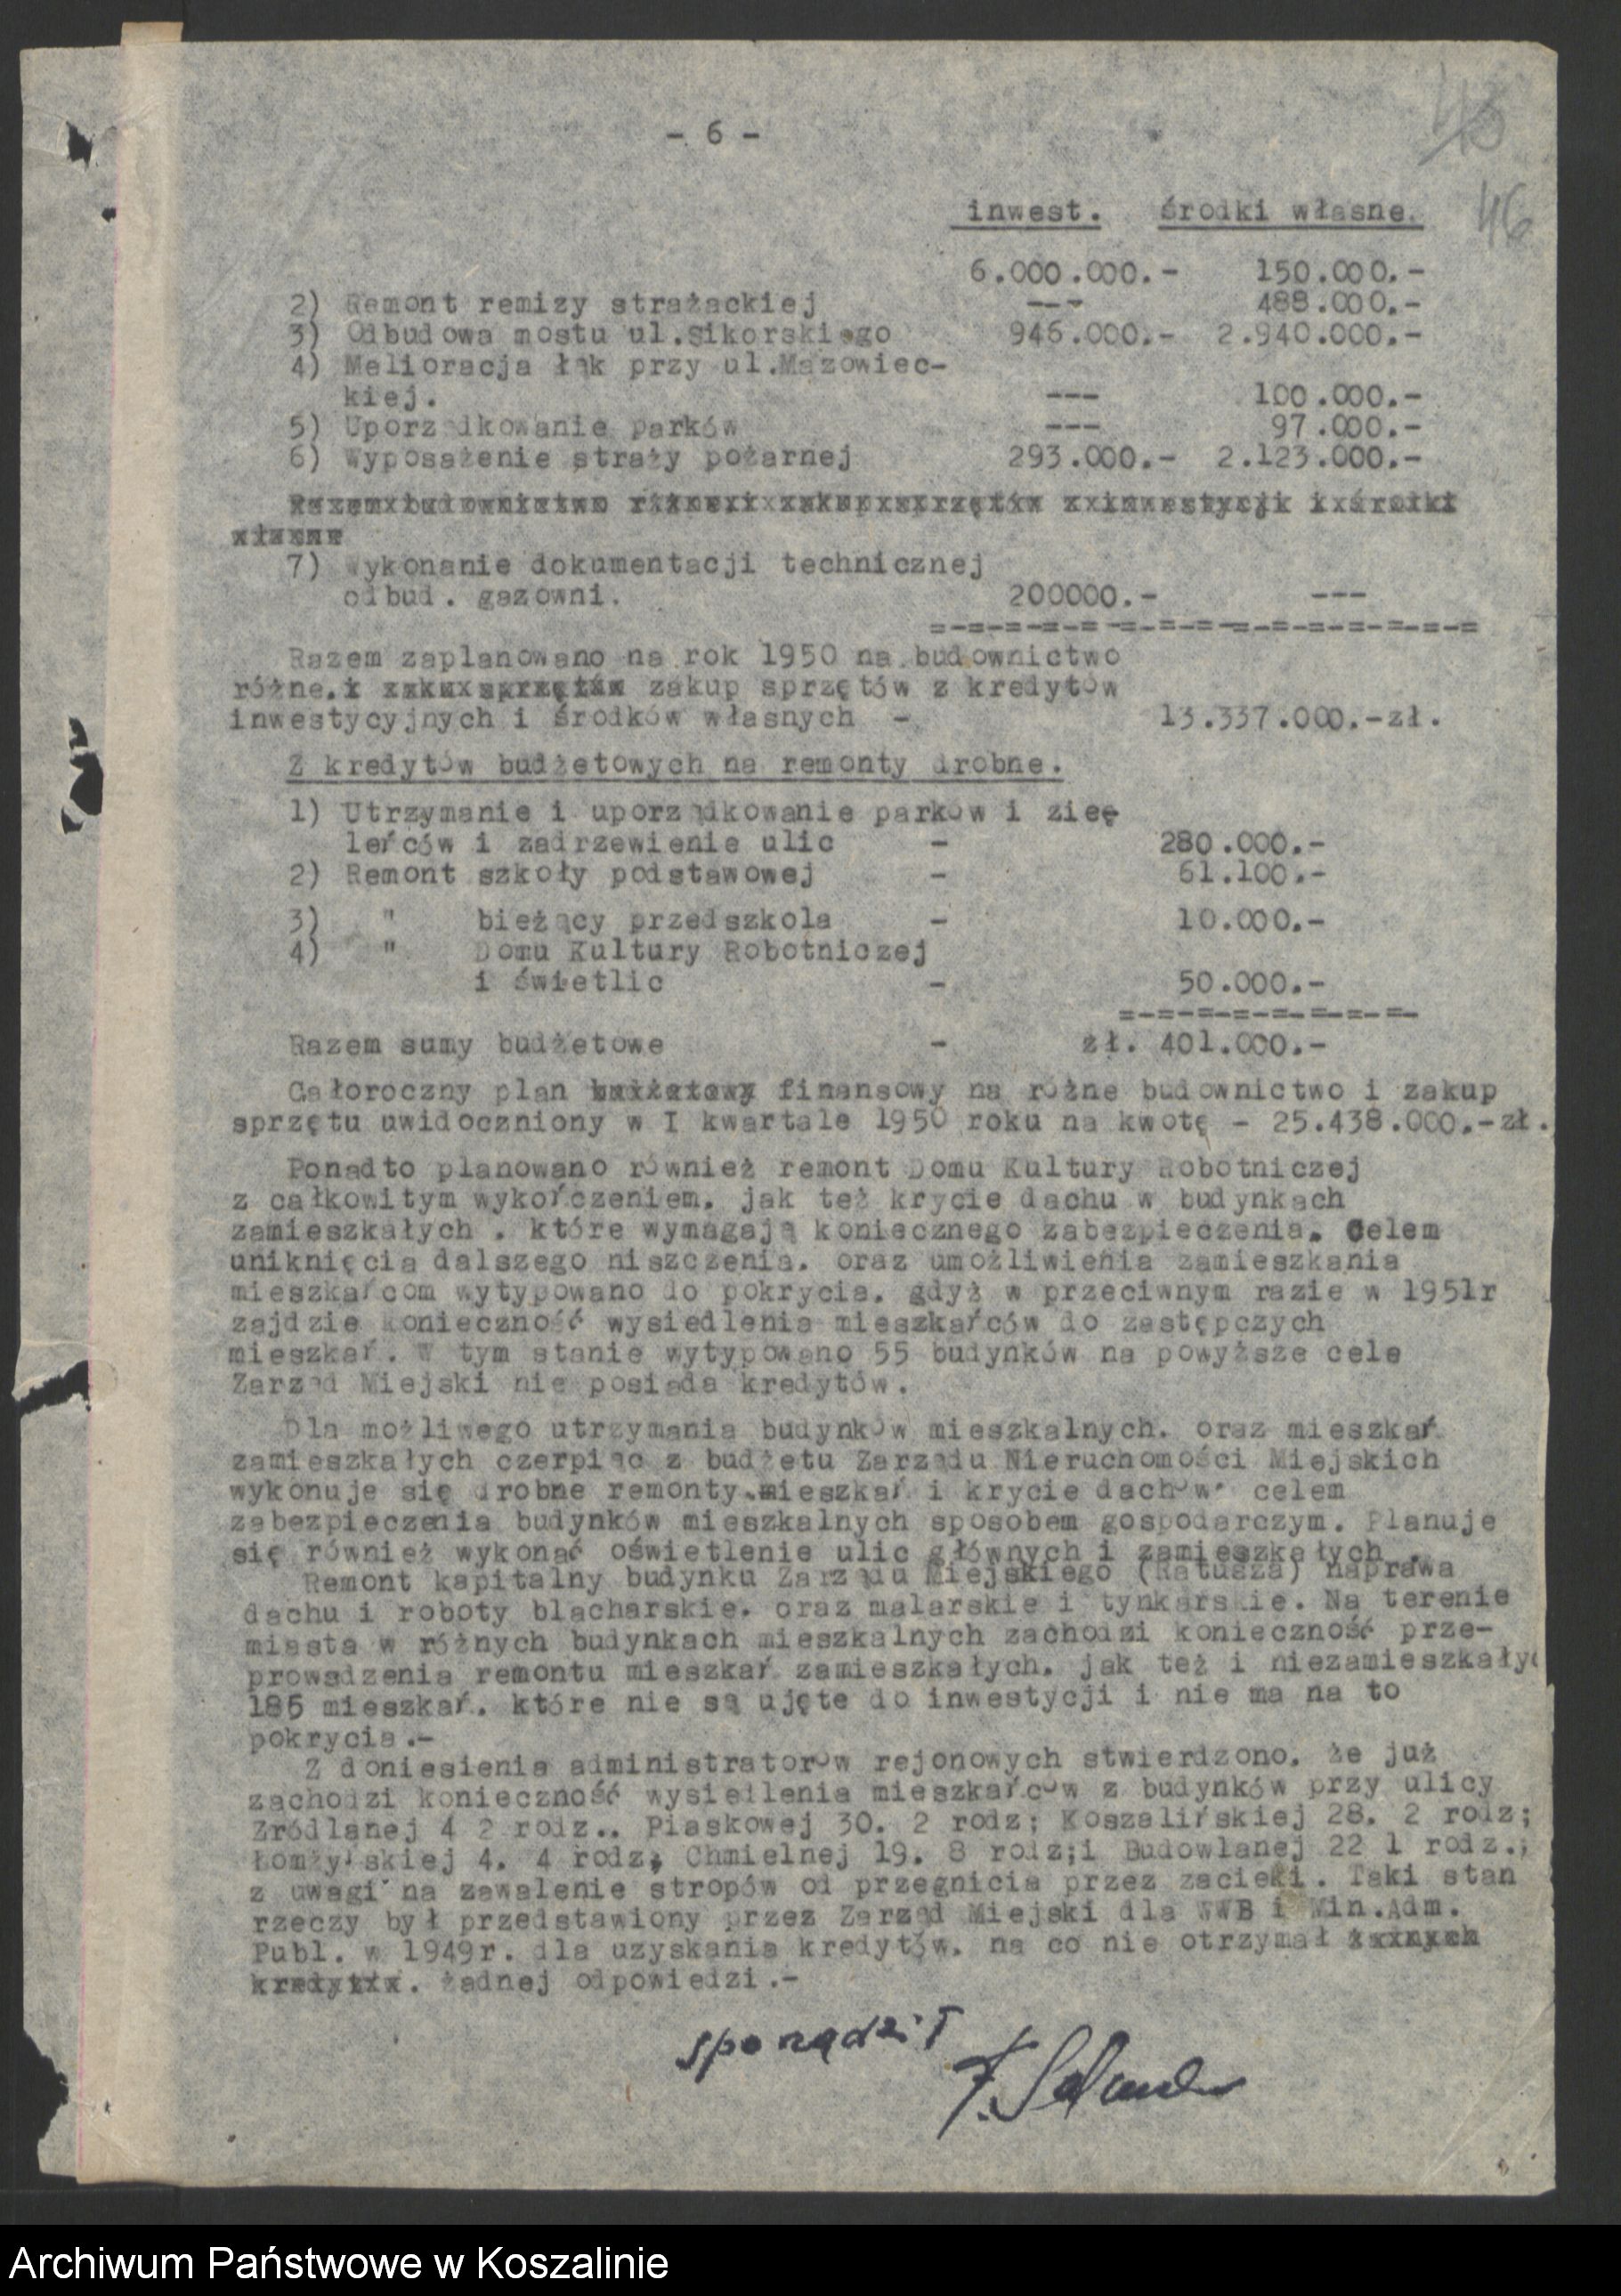 - 6 -
46
inwest. środki własne.
6.000.000.- 150.000.-
2) Remont remizy strażackiej --- 488.000.-
3) Odbudowa mostu ul.Sikorskiego 946.000.- 2.940.000.-
4) Melioracja łąk przy ul.Mazowiec-
kiej. --- 100.000.-
5) Uporządkowanie parków --- 97.000.-
6) Wyposażenie straży pożarnej 293.000.- 2.123.000.-
7) Wykonanie dokumentacji technicznej
odbud. gazowni. 200000.- ---
=-=-=-=-=-=-=-=-=-=-=-=-=-=-=
Razem zaplanowano na rok 1950 na budownictwo
różne.i zakup sprzętów z kredytów
inwestycyjnych i środków własnych - 13.337.000.-zł.
Z kredytów budżetowych na remonty drobne.
1) Utrzymanie i uporządkowanie parków i zieę
leńców i zadrzewienie ulic - 280.000.-
2) Remont szkoły podstawowej - 61.100.-
3) " bieżący przedszkola - 10.000.-
4) " Domu Kultury Robotniczej
i świetlic - 50.000.-
=-=-=-=-=-=-=-=-
Razem sumy budżetowe - zł. 401.000.-
Całoroczny plan finansowy na różne budownictwo i zakup
sprzętu uwidoczniony w I kwartale 1950 roku na kwotę - 25.438.000.-zł.
Ponadto planowano również remont Domu Kultury Robotniczej
z całkowitym wykończeniem. jak też krycie dachu w budynkach
zamieszkałych . które wymagają koniecznego zabezpieczenia. Celem
uniknięcia dalszego niszczenia. oraz umożliwienia zamieszkania
mieszkańcom wytypowano do pokrycia. gdyż w przeciwnym razie w 1951r
zajdzie konieczność wysiedlenia mieszkańców do zastępczych
mieszkań. W tym stanie wytypowano 55 budynków na powyższe cele
Zarząd Miejski nie posiada kredytów.
Dla możliwego utrzymania budynków mieszkalnych. oraz mieszkań
zamieszkałych czerpiąc z budżetu Zarządu Nieruchomości Miejskich
wykonuje się drobne remonty.mieszkań i krycie dachów celem
zabezpieczenia budynków mieszkalnych sposobem gospodarczym. Planuje
się również wykonać oświetlenie ulic głównych i zamieszkałych .
Remont kapitalny budynku Zarządu Miejskiego (Ratusza) naprawa
dachu i roboty blacharskie. oraz malarskie i tynkarskie. Na terenie
miasta w różnych budynkach mieszkalnych zachodzi konieczność prze-
prowadzenia remontu mieszkań zamieszkałych. jak też i niezamieszkałyc
185 mieszkań. które nie są ujęte do inwestycji i nie ma na to
pokrycia.-
Z doniesienia administratorów rejonowych stwierdzono. że już
zachodzi konieczność wysiedlenia mieszkańców z budynków przy ulicy
Zródlanej 4 2 rodz.. Piaskowej 30. 2 rodz; Koszalińskiej 28. 2 rodz;
Łomżyńskiej 4. 4 rodz; Chmielnej 19. 8 rodz;i Budowlanej 22 1 rodz.;
z uwagi na zawalenie stropów od przegnicia przez zacieki. Taki stan
rzeczy był przedstawiony przez Zarząd Miejski dla WWB i Min.Adm.
Publ. w 1949r. dla uzyskania kredytów. na co nie otrzymał
. żadnej odpowiedzi.-
sporządził
Archiwum Państwowe w Koszalinie